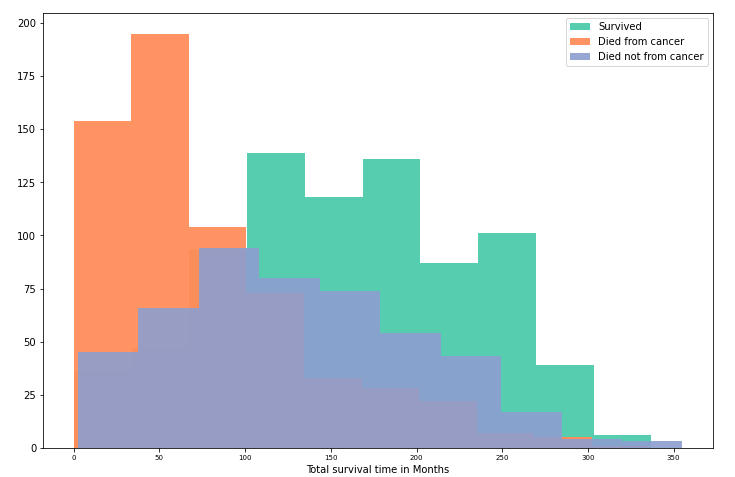 200
175
150
125
100
75
50
25
0
Survived
Died from cancer
Died not from cancer
0 50 100 150 200 250 300 350
Total survival time in Months